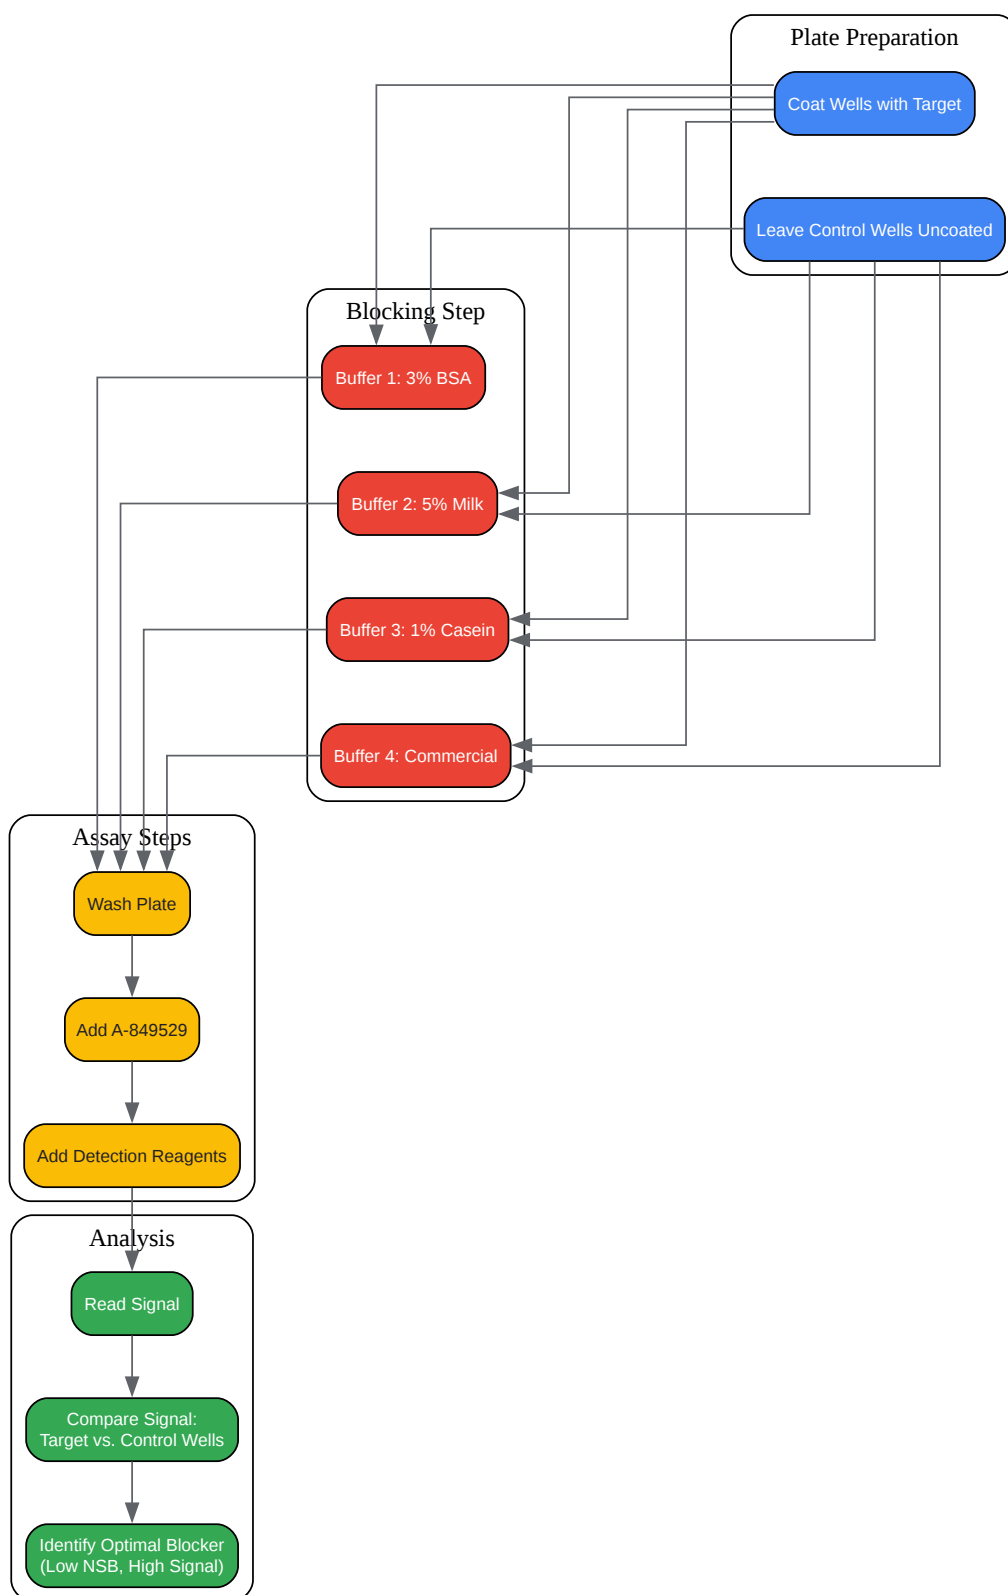 Plate Preparation
Coat Wells with Target
Leave Control Wells Uncoated
Blocking Step
Buffer 1: 3% BSA
Buffer 2: 5% Milk
Buffer 3: 1% Casein
Buffer 4: Commercial
Assay Steps
Wash Plate
Add A-849529
Add Detection Reagents
Analysis
Read Signal
Compare Signal:
Target vs. Control Wells
Identify Optimal Blocker
(Low NSB, High Signal)